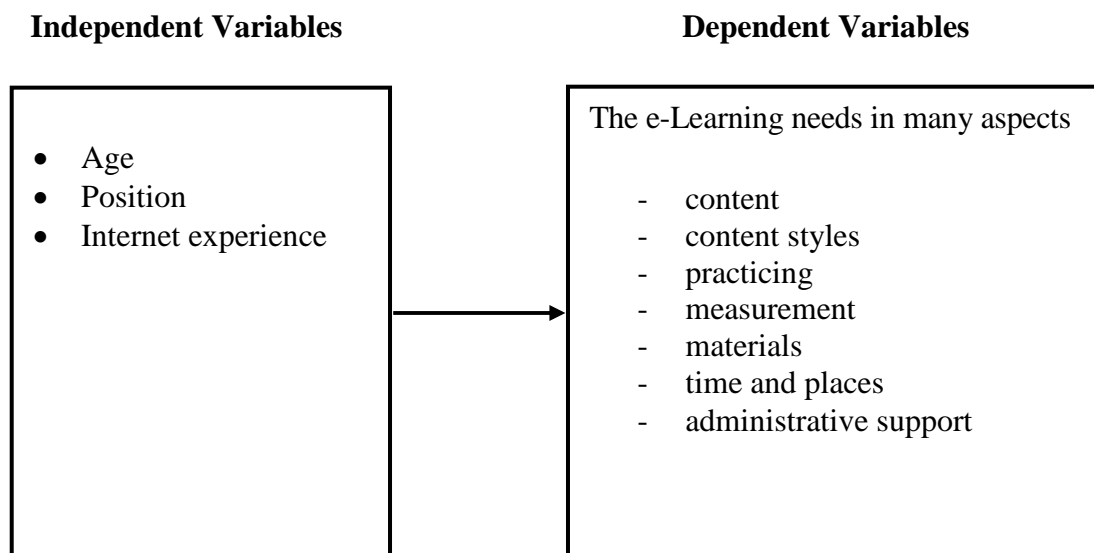 Independent Variables
Dependent Variables
• Age
• Position
• Internet experience
The e-Learning needs in many aspects
- content
- content styles
- practicing
- measurement
- materials
- time and places
- administrative support